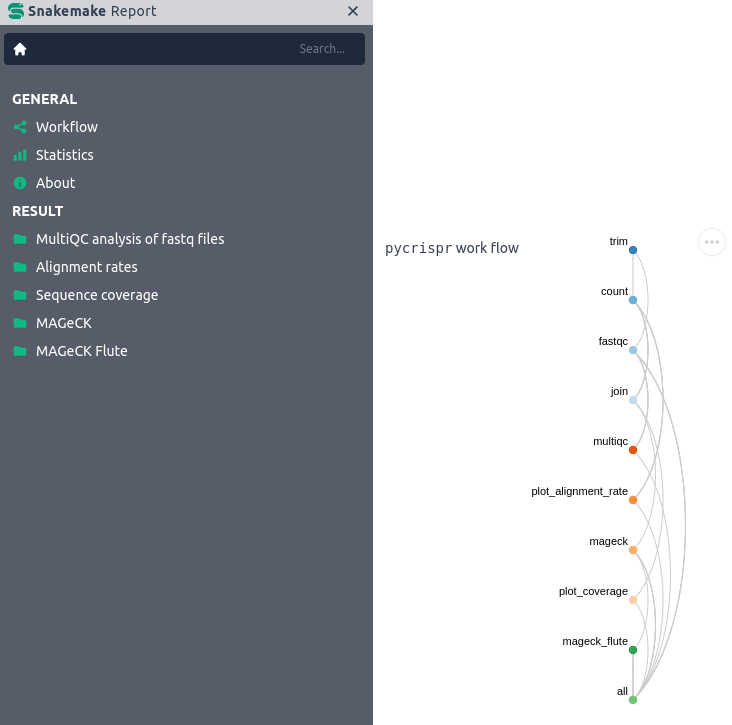 Snakemake Report
Search...
GENERAL
Workflow
Statistics
About
RESULT
MultiQC analysis of fastq files
Alignment rates
Sequence coverage
MAGeCK
MAGeCK Flute
pycrispr work flow
trim
count
fastqc
join
multiqc
plot_alignment_rate
mageck
plot_coverage
mageck_flute
all